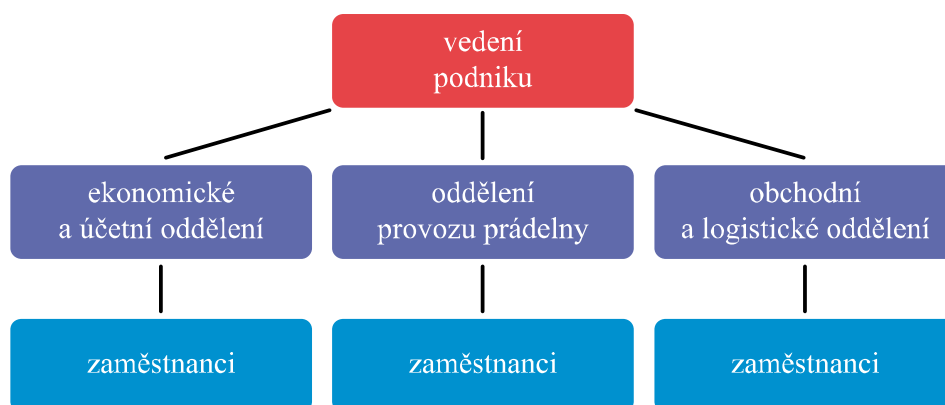 vedení
podniku
ekonomické
a účetní oddělení
oddělení
provozu prádelny
obchodní
a logistické oddělení
zaměstnanci
zaměstnanci
zaměstnanci